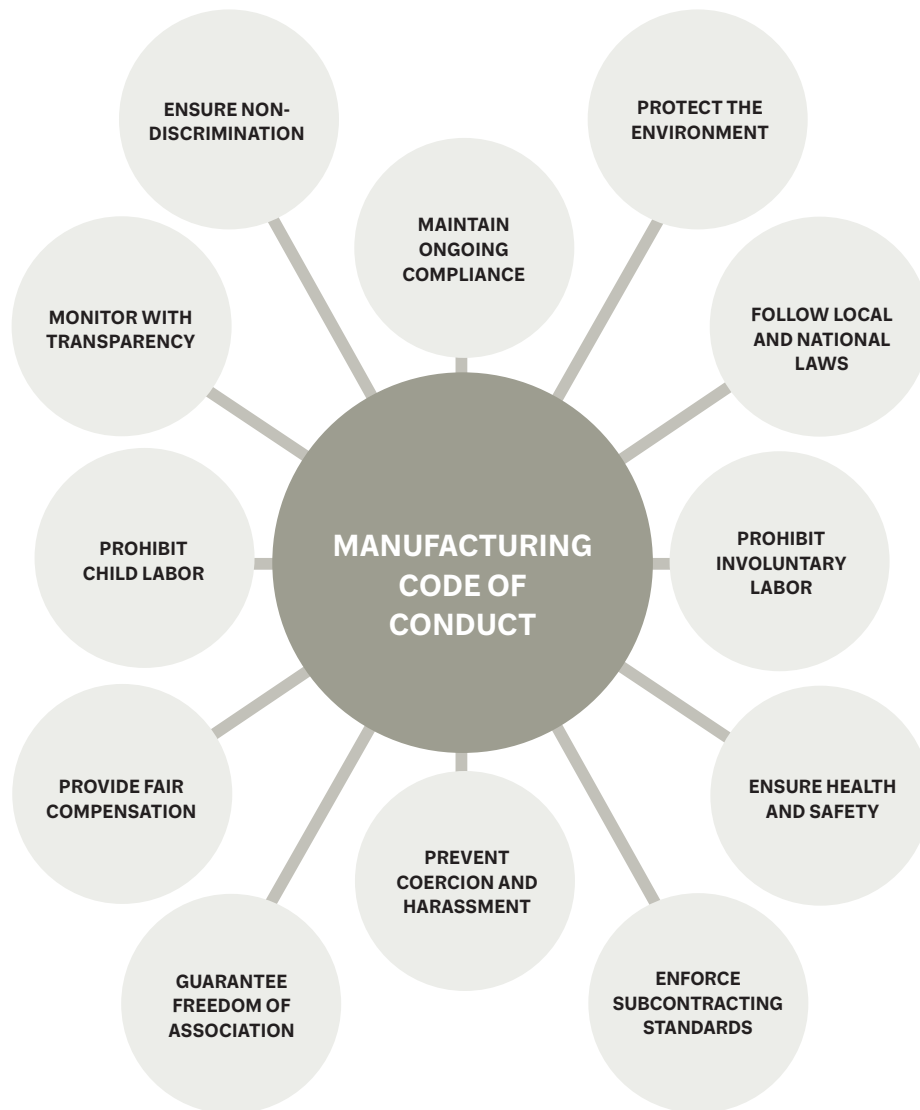 ENSURE NON-
DISCRIMINATION
PROTECT THE
ENVIRONMENT
MAINTAIN
ONGOING
COMPLIANCE
MONITOR WITH
TRANSPARENCY
FOLLOW LOCAL
AND NATIONAL
LAWS
PROHIBIT
CHILD LABOR
MANUFACTURING
CODE OF
CONDUCT
PROHIBIT
INVOLUNTARY
LABOR
PROVIDE FAIR
COMPENSATION
ENSURE HEALTH
AND SAFETY
PREVENT
COERCION AND
HARASSMENT
GUARANTEE
FREEDOM OF
ASSOCIATION
ENFORCE
SUBCONTRACTING
STANDARDS